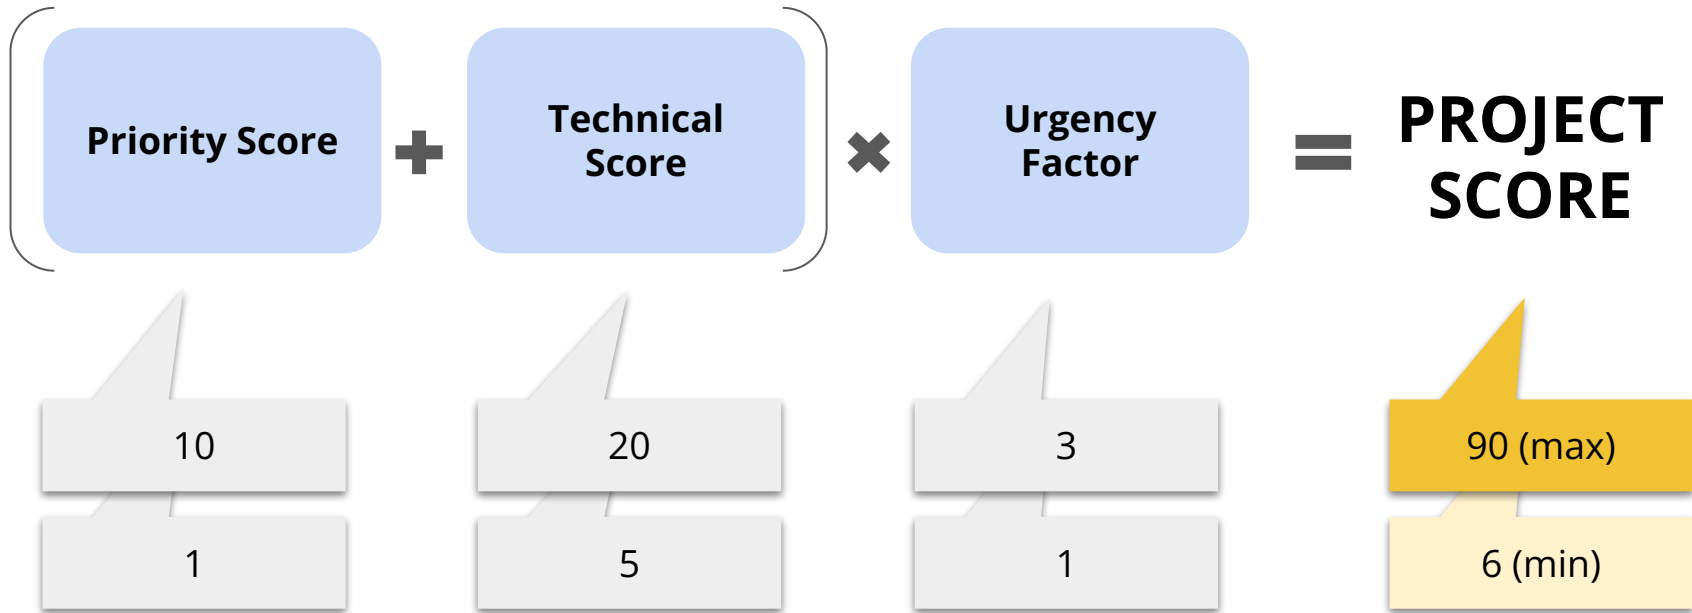 Priority Score
Technical
Score
Urgency
Factor
PROJECT
SCORE
10
20
3
90 (max)
1
5
1
6 (min)